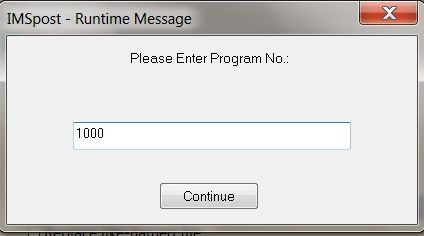 IMSpost - Runtime Message
Please Enter Program No.:
1000
Continue